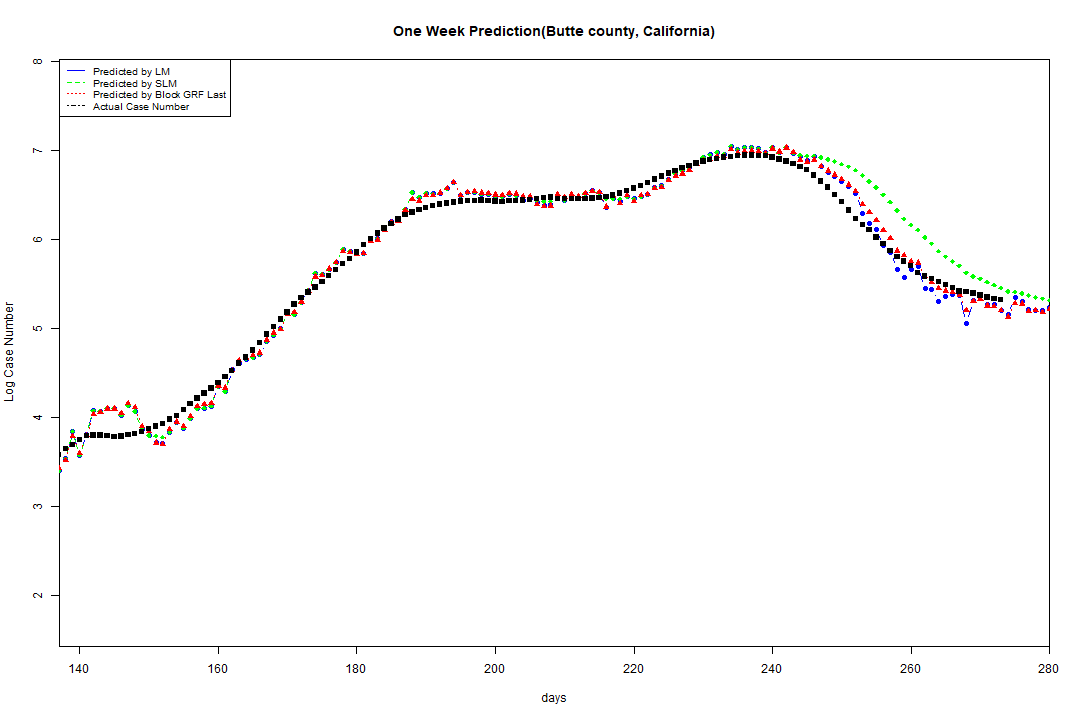 One Week Prediction(Butte county, California)
Predicted by LM
Predicted by SLM
Predicted by Block GRF Last
Actual Case Number
8
7
6
5
4
3
2
Log Case Number
140 160 180 200 220 240 260 280
days